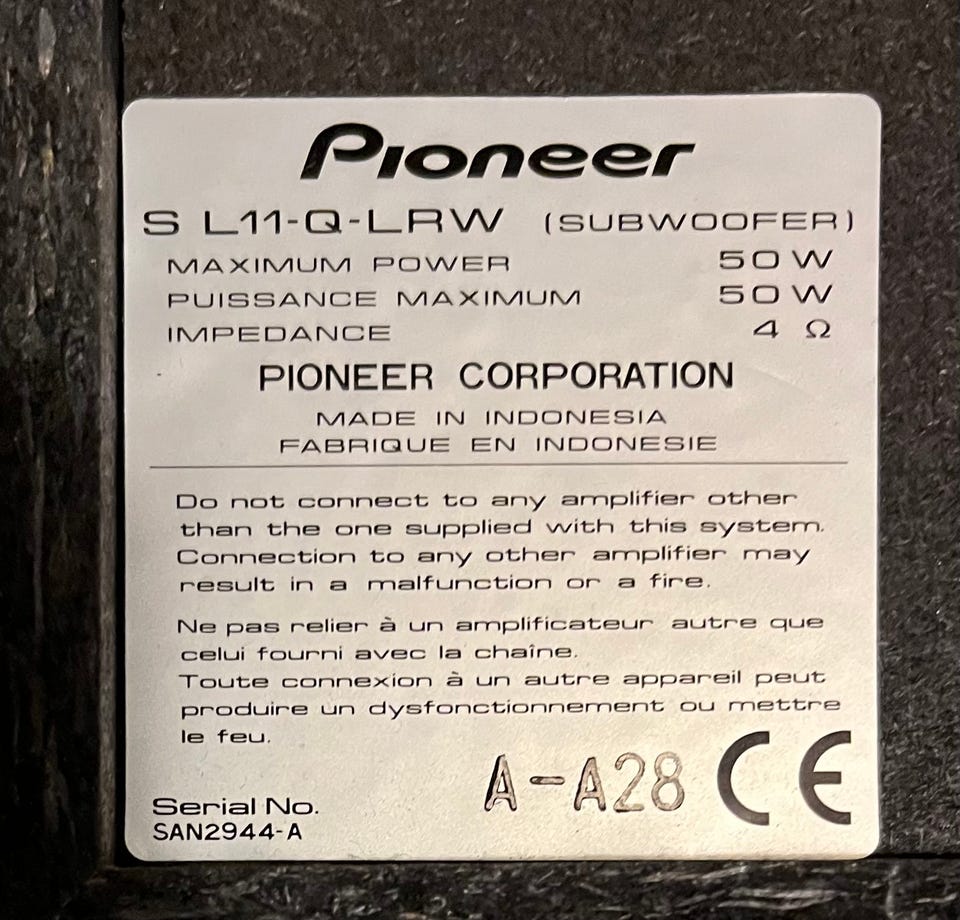 Pioneer
S L11-Q-LRW (SUBWOOFER)
MAXIMUM POWER 50 W
PUISSANCE MAXIMUM 50 W
IMPEDANCE 4 Ω
PIONEER CORPORATION
MADE IN INDONESIA
FABRIQUE EN INDONESIE
Do not connect to any amplifier other
than the one supplied with this system.
Connection to any other amplifier may
result in a malfunction or a fire.
Ne pas relier à un amplificateur autre que
celui fourni avec la chaîne.
Toute connexion à un autre appareil peut
produire un dysfonctionnement ou mettre
le feu.
A-A28 CE
Serial No.
SAN2944-A